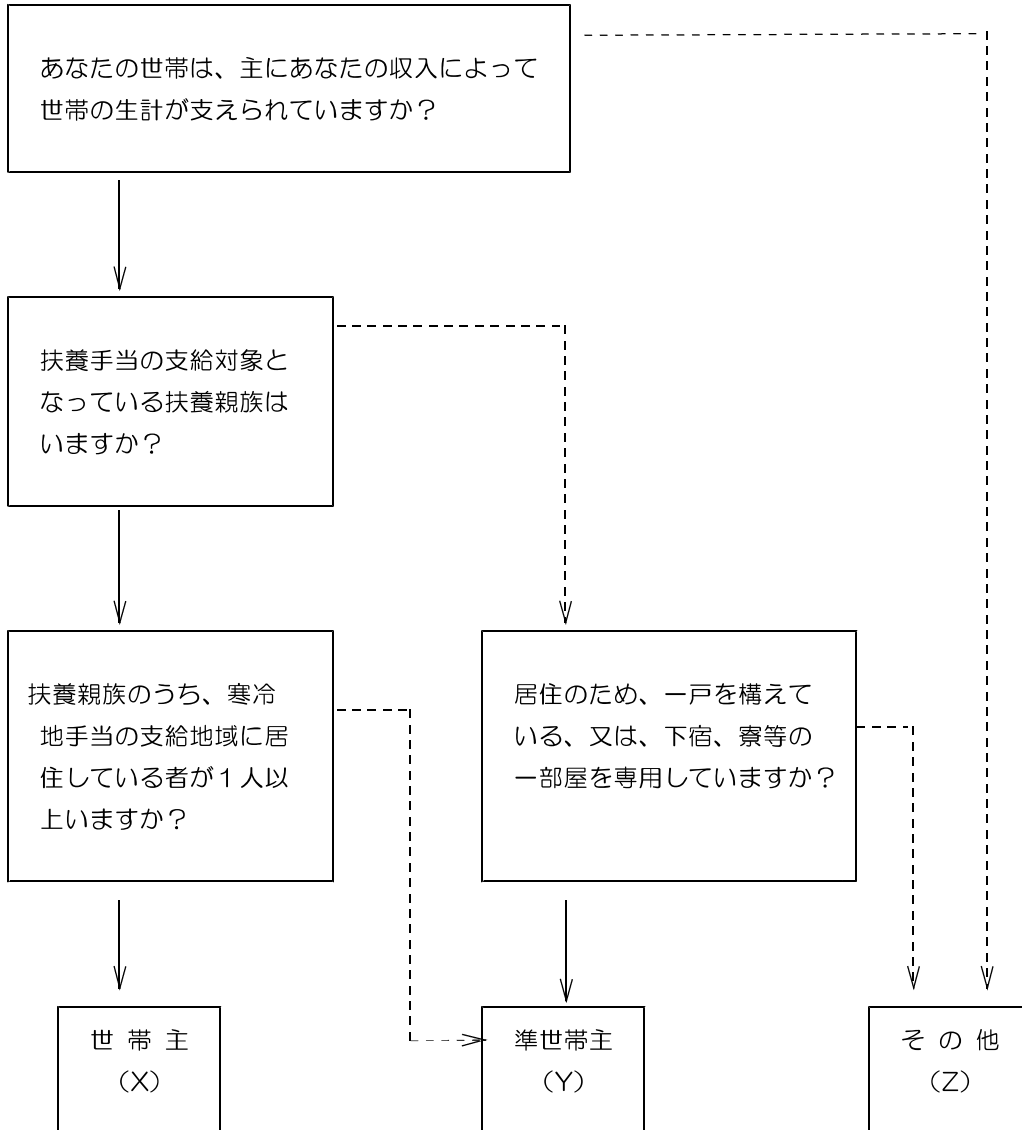 あなたの世帯は、主にあなたの収入によって
世帯の生計が支えられていますか？
扶養手当の支給対象と
なっている扶養親族は
いますか？
扶養親族のうち、寒冷
地手当の支給地域に居
住している者が１人以
上いますか？
居住のため、一戸を構えて
いる、又は、下宿、寮等の
一部屋を専用していますか？
世 帯 主
（X）
準世帯主
（Y）
そ の 他
（Z）